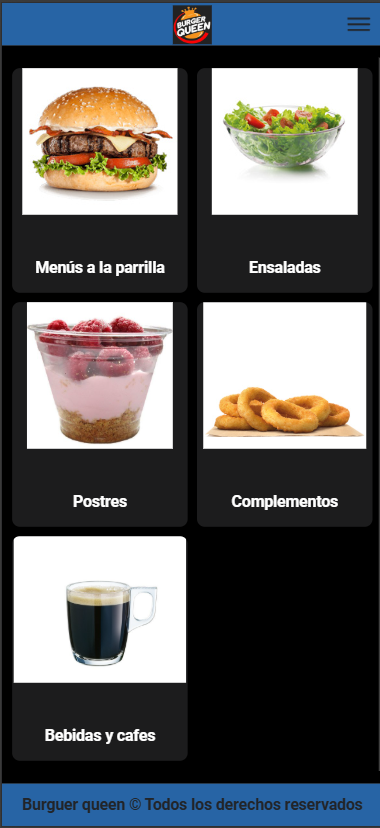 BURGER
QUEEN
Menús a la parrilla
Ensaladas
Postres
Complementos
Bebidas y cafes
Burguer queen © Todos los derechos reservados